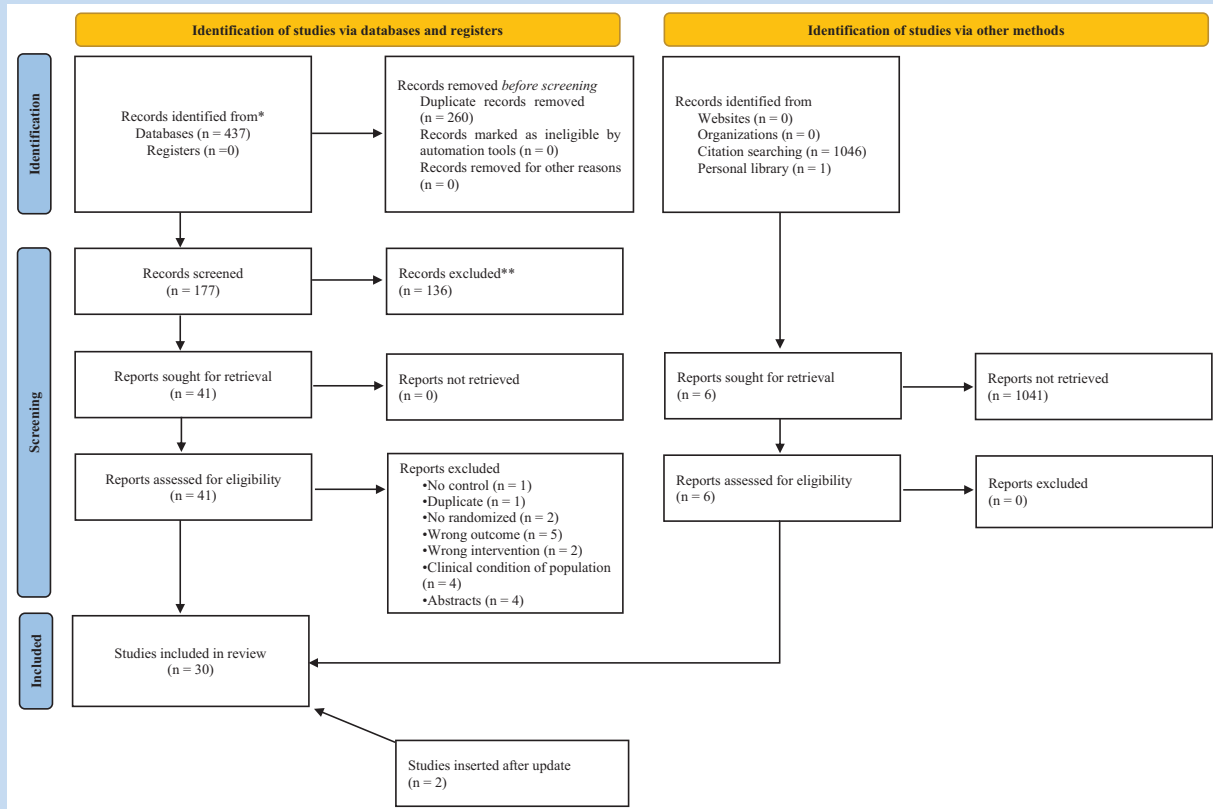 Identification of studies via databases and registers
Identification of studies via other methods
Identification
Records identified from*
Databases (n = 437)
Registers (n =0)
Records removed before screening
Duplicate records removed
(n = 260)
Records marked as ineligible by
automation tools (n = 0)
Records removed for other reasons
(n = 0)
Records identified from
Websites (n = 0)
Organizations (n = 0)
Citation searching (n = 1046)
Personal library (n = 1)
Screening
Records screened
(n = 177)
Records excluded**
(n = 136)
Reports sought for retrieval
(n = 41)
Reports not retrieved
(n = 0)
Reports sought for retrieval
(n = 6)
Reports not retrieved
(n = 1041)
Reports assessed for eligibility
(n = 41)
Reports excluded
•No control (n = 1)
•Duplicate (n = 1)
•No randomized (n = 2)
•Wrong outcome (n = 5)
•Wrong intervention (n = 2)
•Clinical condition of population
(n = 4)
•Abstracts (n = 4)
Reports assessed for eligibility
(n = 6)
Reports excluded
(n = 0)
Included
Studies included in review
(n = 30)
Studies inserted after update
(n = 2)